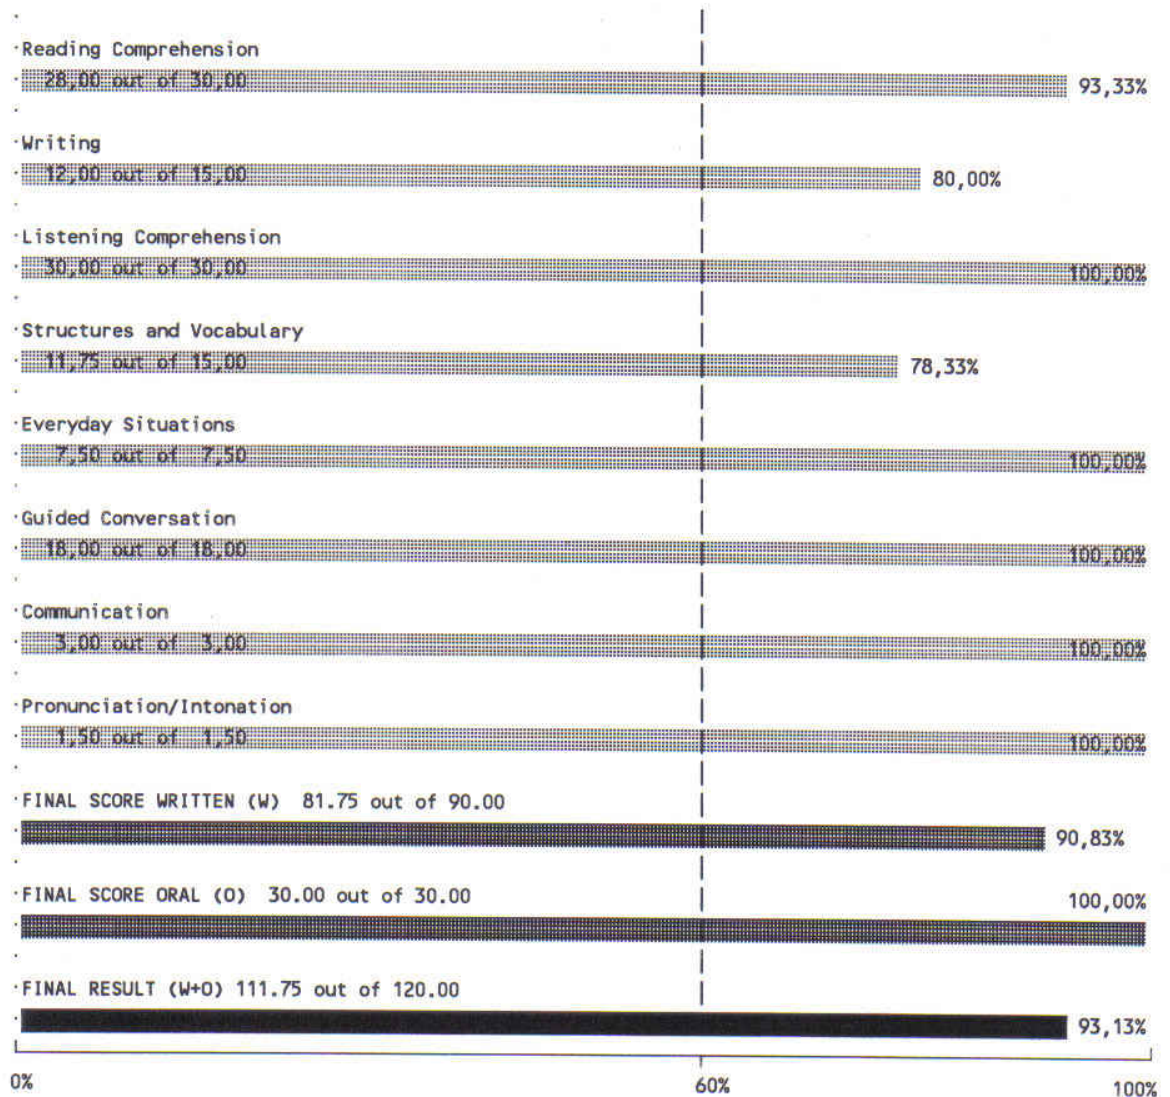 Reading Comprehension
28,00 out of 30,00 93,33%
Writing
12,00 out of 15,00 80,00%
Listening Comprehension
30,00 out of 30,00 100,00%
Structures and Vocabulary
11,75 out of 15,00 78,33%
Everyday Situations
7,50 out of 7,50 100,00%
Guided Conversation
18,00 out of 18,00 100,00%
Communication
3,00 out of 3,00 100,00%
Pronunciation/Intonation
1,50 out of 1,50 100,00%
FINAL SCORE WRITTEN (W) 81.75 out of 90.00
90,83%
FINAL SCORE ORAL (O) 30.00 out of 30.00 100,00%
FINAL RESULT (W+O) 111.75 out of 120.00
93,13%
0% 60% 100%